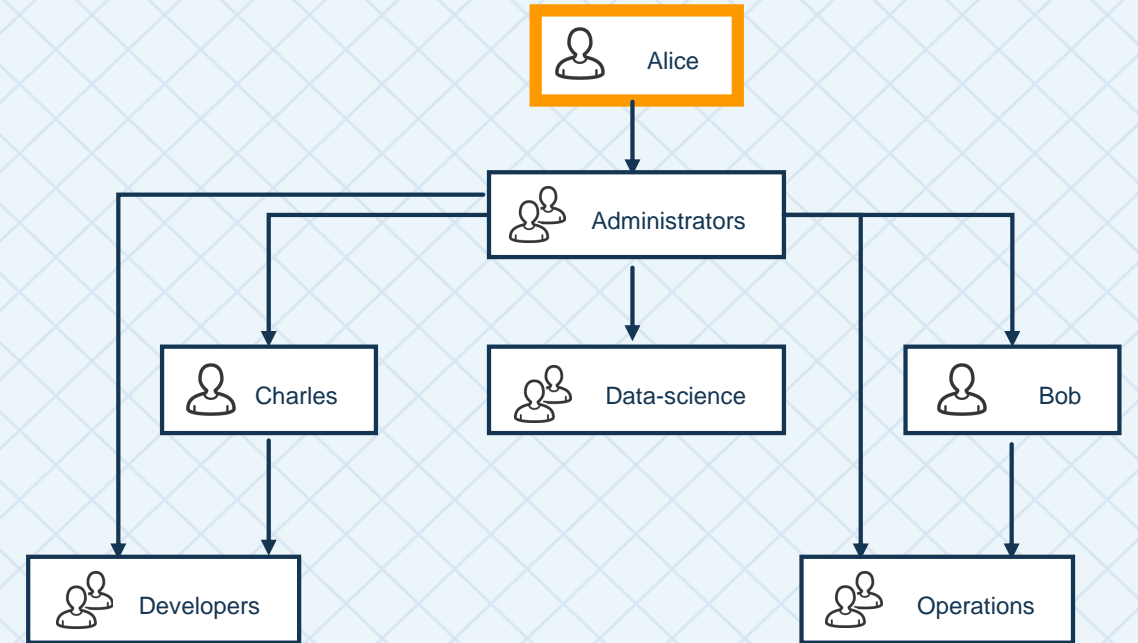 Alice
Administrators
Charles
Data-science
Bob
Developers
Operations